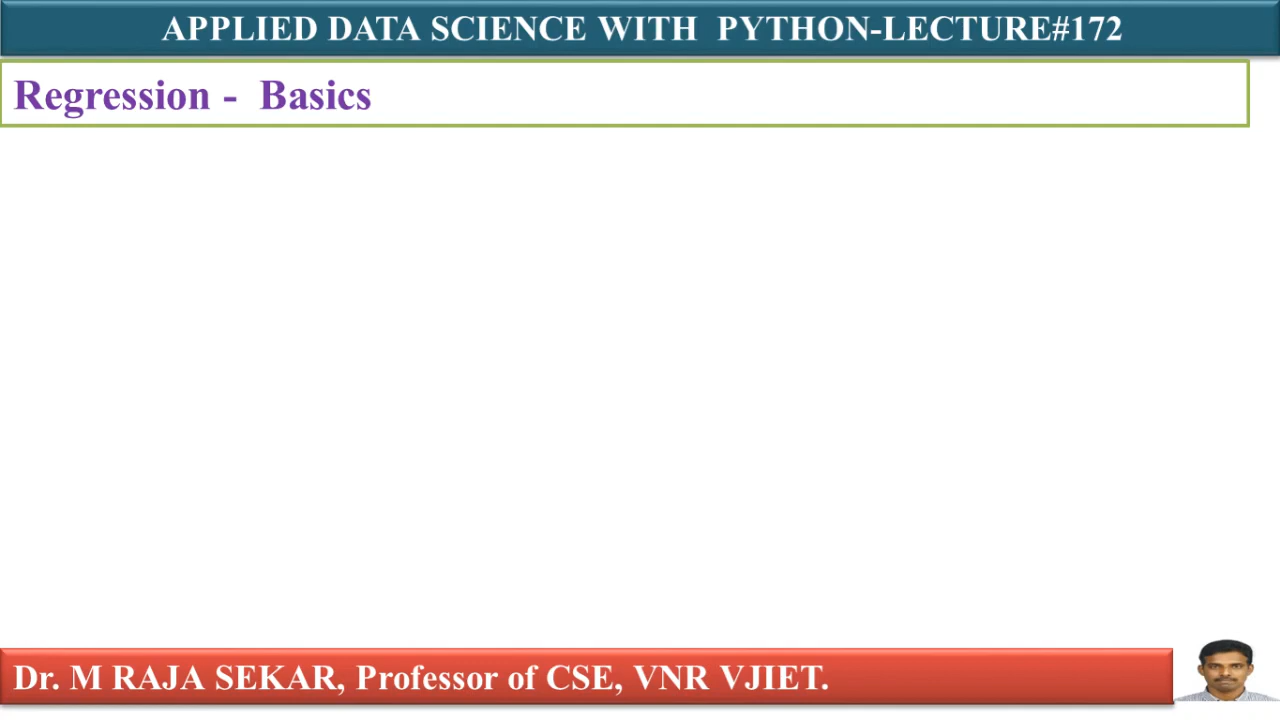 APPLIED DATA SCIENCE WITH PYTHON-LECTURE#172
Regression - Basics
Dr. M RAJA SEKAR, Professor of CSE, VNR VJIET.